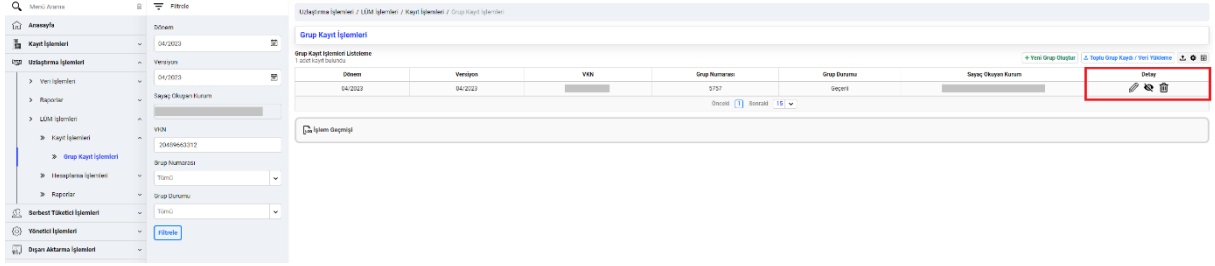 Menü Arama
Anasayfa
Kayıt İşlemleri
Uzlaştırma İşlemleri
Veri İşlemleri
Raporlar
LÜM İşlemleri
Kayıt İşlemleri
Grup Kayıt İşlemleri
Hesaplama İşlemleri
Raporlar
Serbest Tüketici İşlemleri
Yönetici İşlemleri
Dışarı Aktarma İşlemleri
Filtrele
Dönem
04/2023
Versiyon
04/2023
Sayaç Okuyan Kurum
VKN
20489663312
Grup Numarası
Tümü
Grup Durumu
Tümü
Filtrele
Uzlaştırma İşlemleri / LÜM İşlemleri / Kayıt İşlemleri / Grup Kayıt İşlemleri
Grup Kayıt İşlemleri
Grup Kayıt İşlemleri Listeleme
1 adet kayıt bulundu
+ Yeni Grup Oluştur Toplu Grup Kaydı / Veri Yükleme
Dönem Versiyon VKN Grup Numarası Grup Durumu Sayaç Okuyan Kurum Detay
04/2023 04/2023 5757 Geçerli
Önceki 1 Sonraki 15
İşlem Geçmişi